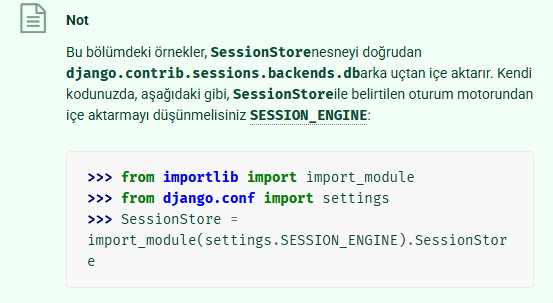 Not
Bu bölümdeki örnekler, SessionStorenesneyi doğrudan
django.contrib.sessions.backends.dbarka uçtan içe aktarır. Kendi
kodunuzda, aşağıdaki gibi, SessionStoreile belirtilen oturum motorundan
içe aktarmayı düşünmelisiniz SESSION_ENGINE:
>>> from importlib import import_module
>>> from django.conf import settings
>>> SessionStore =
import_module(settings.SESSION_ENGINE).SessionStor
e